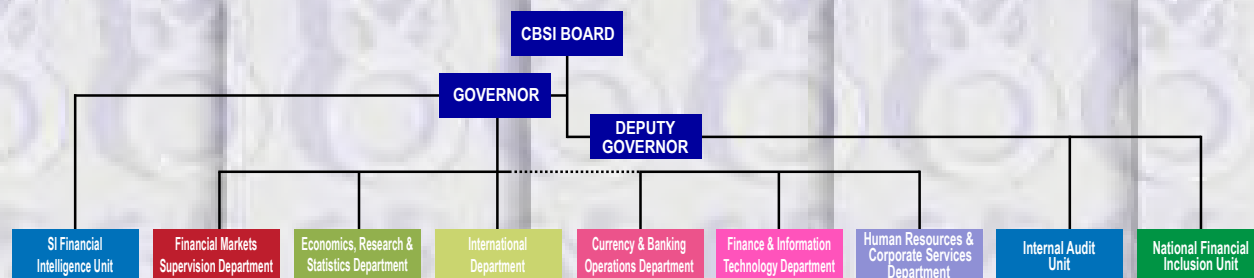 CBSI BOARD
GOVERNOR
DEPUTY
GOVERNOR
SI Financial
Intelligence Unit
Financial Markets
Supervision Department
Economics, Research &
Statistics Department
International
Department
Currency & Banking
Operations Department
Finance & Information
Technology Department
Human Resources &
Corporate Services
Department
Internal Audit
Unit
National Financial
Inclusion Unit